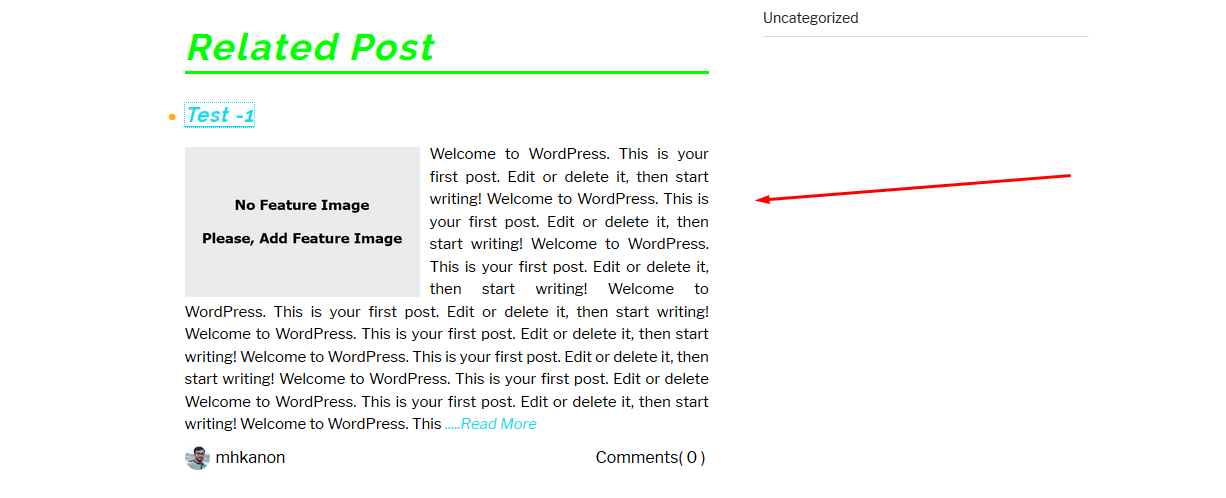 Uncategorized
Related Post
Test -1
No Feature Image
Please, Add Feature Image
Welcome to WordPress. This is your
first post. Edit or delete it, then start
writing! Welcome to WordPress. This is
your first post. Edit or delete it, then
start writing! Welcome to WordPress.
This is your first post. Edit or delete it,
then start writing! Welcome to
WordPress. This is your first post. Edit or delete it, then start writing!
Welcome to WordPress. This is your first post. Edit or delete it, then start
writing! Welcome to WordPress. This is your first post. Edit or delete it, then
start writing! Welcome to WordPress. This is your first post. Edit or delete
Welcome to WordPress. This is your first post. Edit or delete it, then start
writing! Welcome to WordPress. This .....Read More
mhkanon
Comments( 0 )